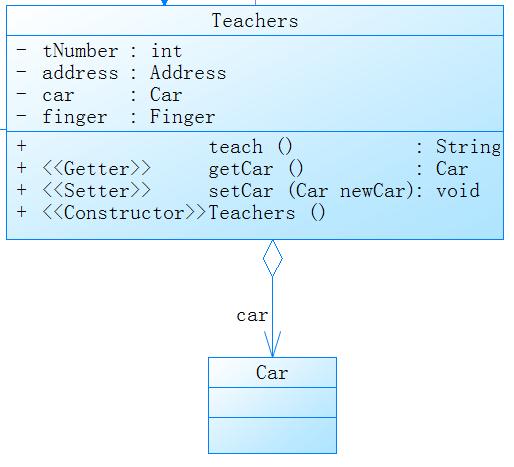 Teachers
- tNumber : int
- address : Address
- car : Car
- finger : Finger
+ teach () : String
+ <<Getter>> getCar () : Car
+ <<Setter>> setCar (Car newCar): void
+ <<Constructor>>Teachers ()
car
Car